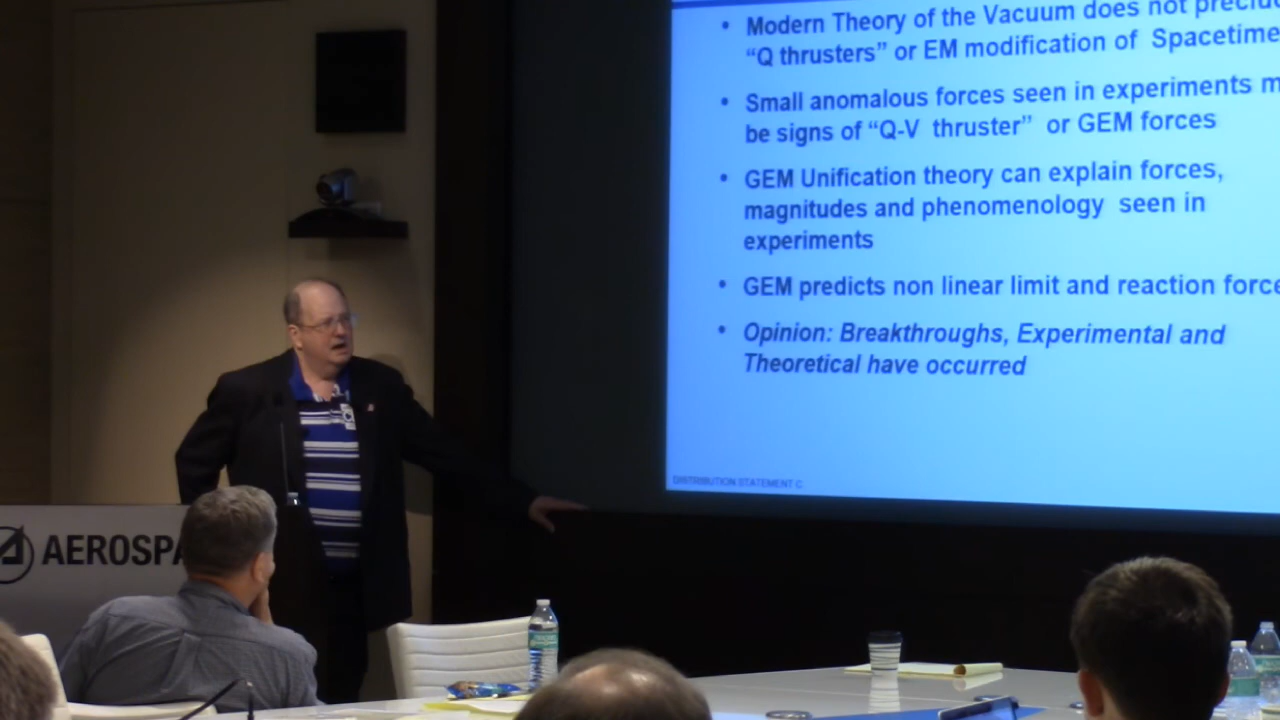 • Modern Theory of the Vacuum does not preclu
“Q thrusters” or EM modification of Spacetime
• Small anomalous forces seen in experiments m
be signs of “Q-V thruster” or GEM forces
• GEM Unification theory can explain forces,
magnitudes and phenomenology seen in
experiments
• GEM predicts non linear limit and reaction force
• Opinion: Breakthroughs, Experimental and
Theoretical have occurred
DISTRIBUTION STATEMENT C
AEROSPA